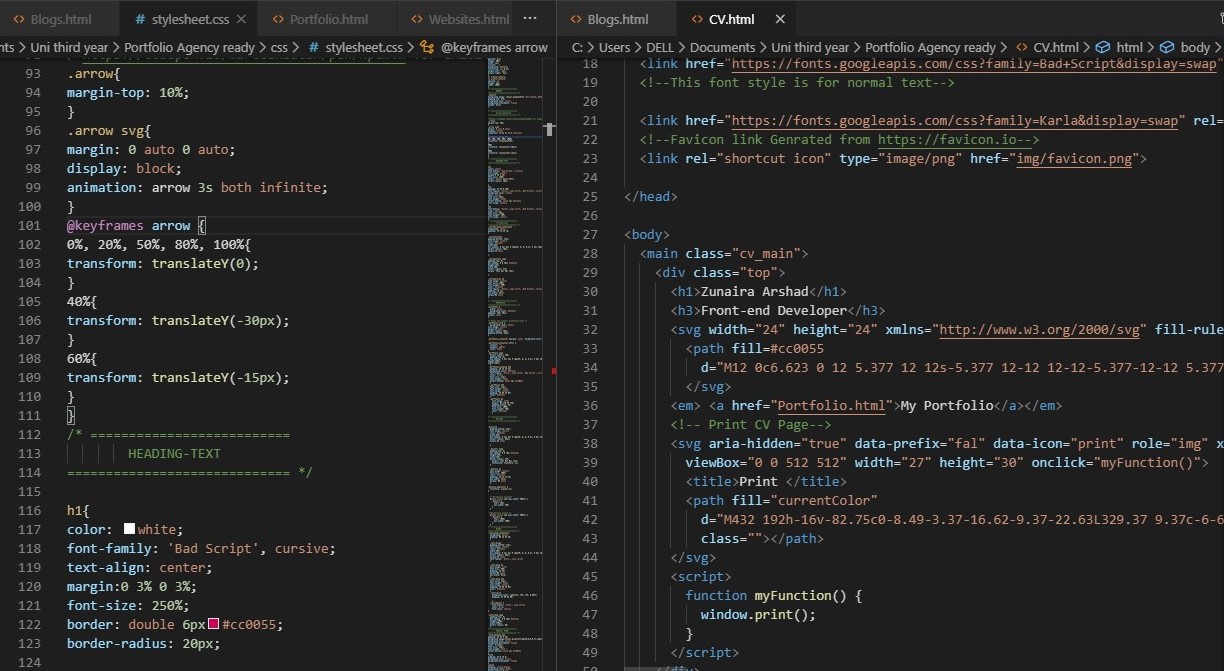 Blogs.html
# stylesheet.css
Portfolio.html
Websites.html
...
Blogs.html
CV.html
nts > Uni third year > Portfolio Agency ready > css > # stylesheet.css > @keyframes arrow
93 .arrow{
94 margin-top: 10%;
95 }
96 .arrow svg{
97 margin: 0 auto 0 auto;
98 display: block;
99 animation: arrow 3s both infinite;
100 }
101 @keyframes arrow {
102 0%, 20%, 50%, 80%, 100%{
103 transform: translateY(0);
104 }
105 40%{
106 transform: translateY(-30px);
107 }
108 60%{
109 transform: translateY(-15px);
110 }
111 }
112 /* ==========================
113 HEADING-TEXT
114 ============================= */
115
116 h1{
117 color: white;
118 font-family: 'Bad Script', cursive;
119 text-align: center;
120 margin:0 3% 0 3%;
121 font-size: 250%;
122 border: double 6px #cc0055;
123 border-radius: 20px;
124
C: > Users > DELL > Documents > Uni third year > Portfolio Agency ready > CV.html > html > body >
18 <link href="https://fonts.googleapis.com/css?family=Bad+Script&display=swap"
19 <!--This font style is for normal text-->
20
21 <link href="https://fonts.googleapis.com/css?family=Karla&display=swap" rel=
22 <!--Favicon link Genrated from https://favicon.io-->
23 <link rel="shortcut icon" type="image/png" href="img/favicon.png">
24
25 </head>
26
27 <body>
28 <main class="cv_main">
29 <div class="top">
30 <h1>Zunaira Arshad</h1>
31 <h3>Front-end Developer</h3>
32 <svg width="24" height="24" xmlns="http://www.w3.org/2000/svg" fill-rule
33 <path fill=#cc0055
34 d="M12 0c6.623 0 12 5.377 12 12s-5.377 12-12 12-12-5.377-12-12 5.377
35 </svg>
36 <em> <a href="Portfolio.html">My Portfolio</a></em>
37 <!-- Print CV Page-->
38 <svg aria-hidden="true" data-prefix="fal" data-icon="print" role="img" x
39 viewBox="0 0 512 512" width="27" height="30" onclick="myFunction()">
40 <title>Print </title>
41 <path fill="currentColor"
42 d="M432 192h-16v-82.75c0-8.49-3.37-16.62-9.37-22.63L329.37 9.37c-6-6
43 class=""></path>
44 </svg>
45 <script>
46 function myFunction() {
47 window.print();
48 }
49 </script>
50 </div>